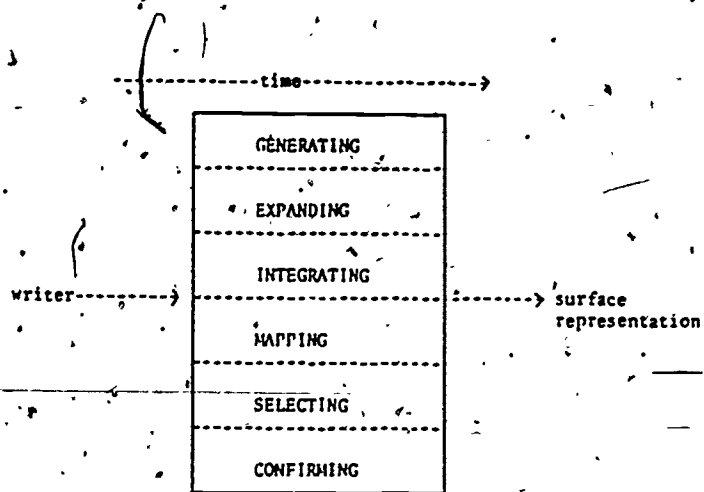 time
GENERATING
EXPANDING
INTEGRATING
writer
surface
representation
MAPPING
SELECTING
CONFIRMING